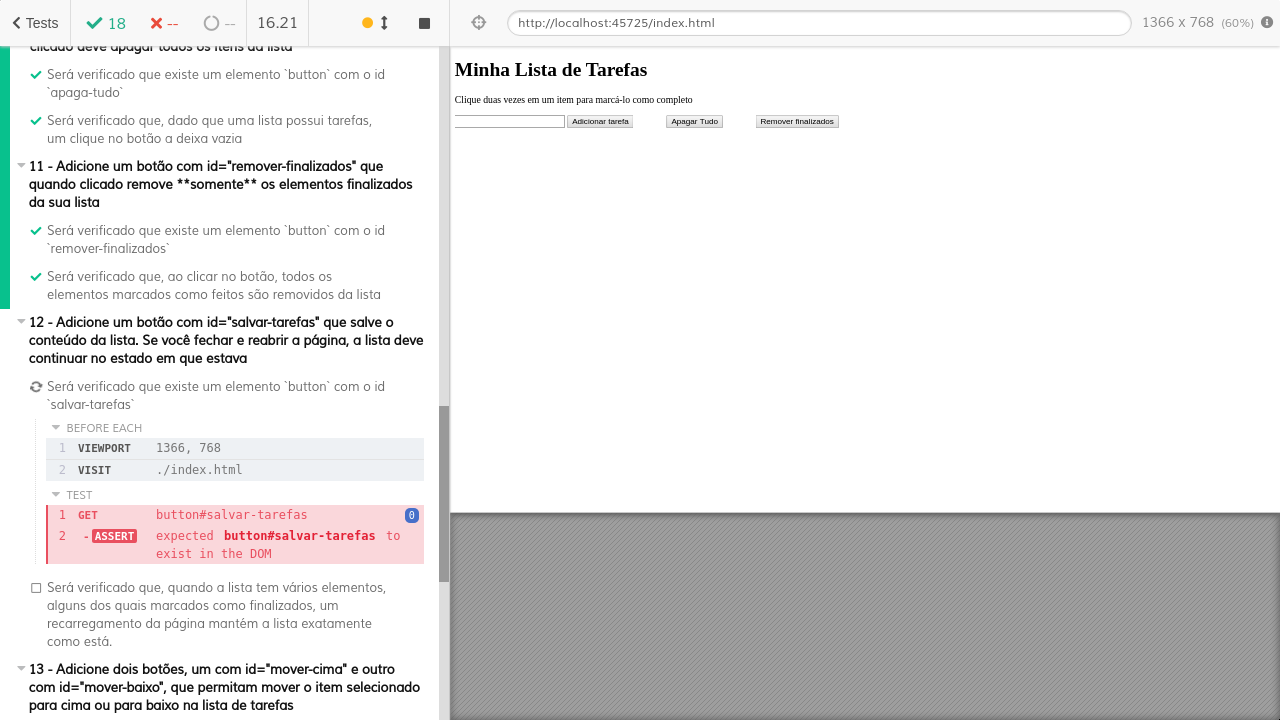 Tests
18
--
--
16.21
http://localhost:45725/index.html
1366 x 768 (60%)
clicado deve apagar todos os itens da lista
Será verificado que existe um elemento `button` com o id
`apaga-tudo`
Será verificado que, dado que uma lista possui tarefas,
um clique no botão a deixa vazia
11 - Adicione um botão com id="remover-finalizados" que
quando clicado remove **somente** os elementos finalizados
da sua lista
Será verificado que existe um elemento `button` com o id
`remover-finalizados`
Será verificado que, ao clicar no botão, todos os
elementos marcados como feitos são removidos da lista
12 - Adicione um botão com id="salvar-tarefas" que salve o
conteúdo da lista. Se você fechar e reabrir a página, a lista deve
continuar no estado em que estava
Será verificado que existe um elemento `button` com o id
`salvar-tarefas`
BEFORE EACH
1 VIEWPORT 1366, 768
2 VISIT ./index.html
TEST
1 GET button#salvar-tarefas 0
2 -ASSERT expected button#salvar-tarefas to
exist in the DOM
Será verificado que, quando a lista tem vários elementos,
alguns dos quais marcados como finalizados, um
recarregamento da página mantém a lista exatamente
como está.
13 - Adicione dois botões, um com id="mover-cima" e outro
com id="mover-baixo", que permitam mover o item selecionado
para cima ou para baixo na lista de tarefas
Minha Lista de Tarefas
Clique duas vezes em um item para marcá-lo como completo
Adicionar tarefa
Apagar Tudo
Remover finalizados